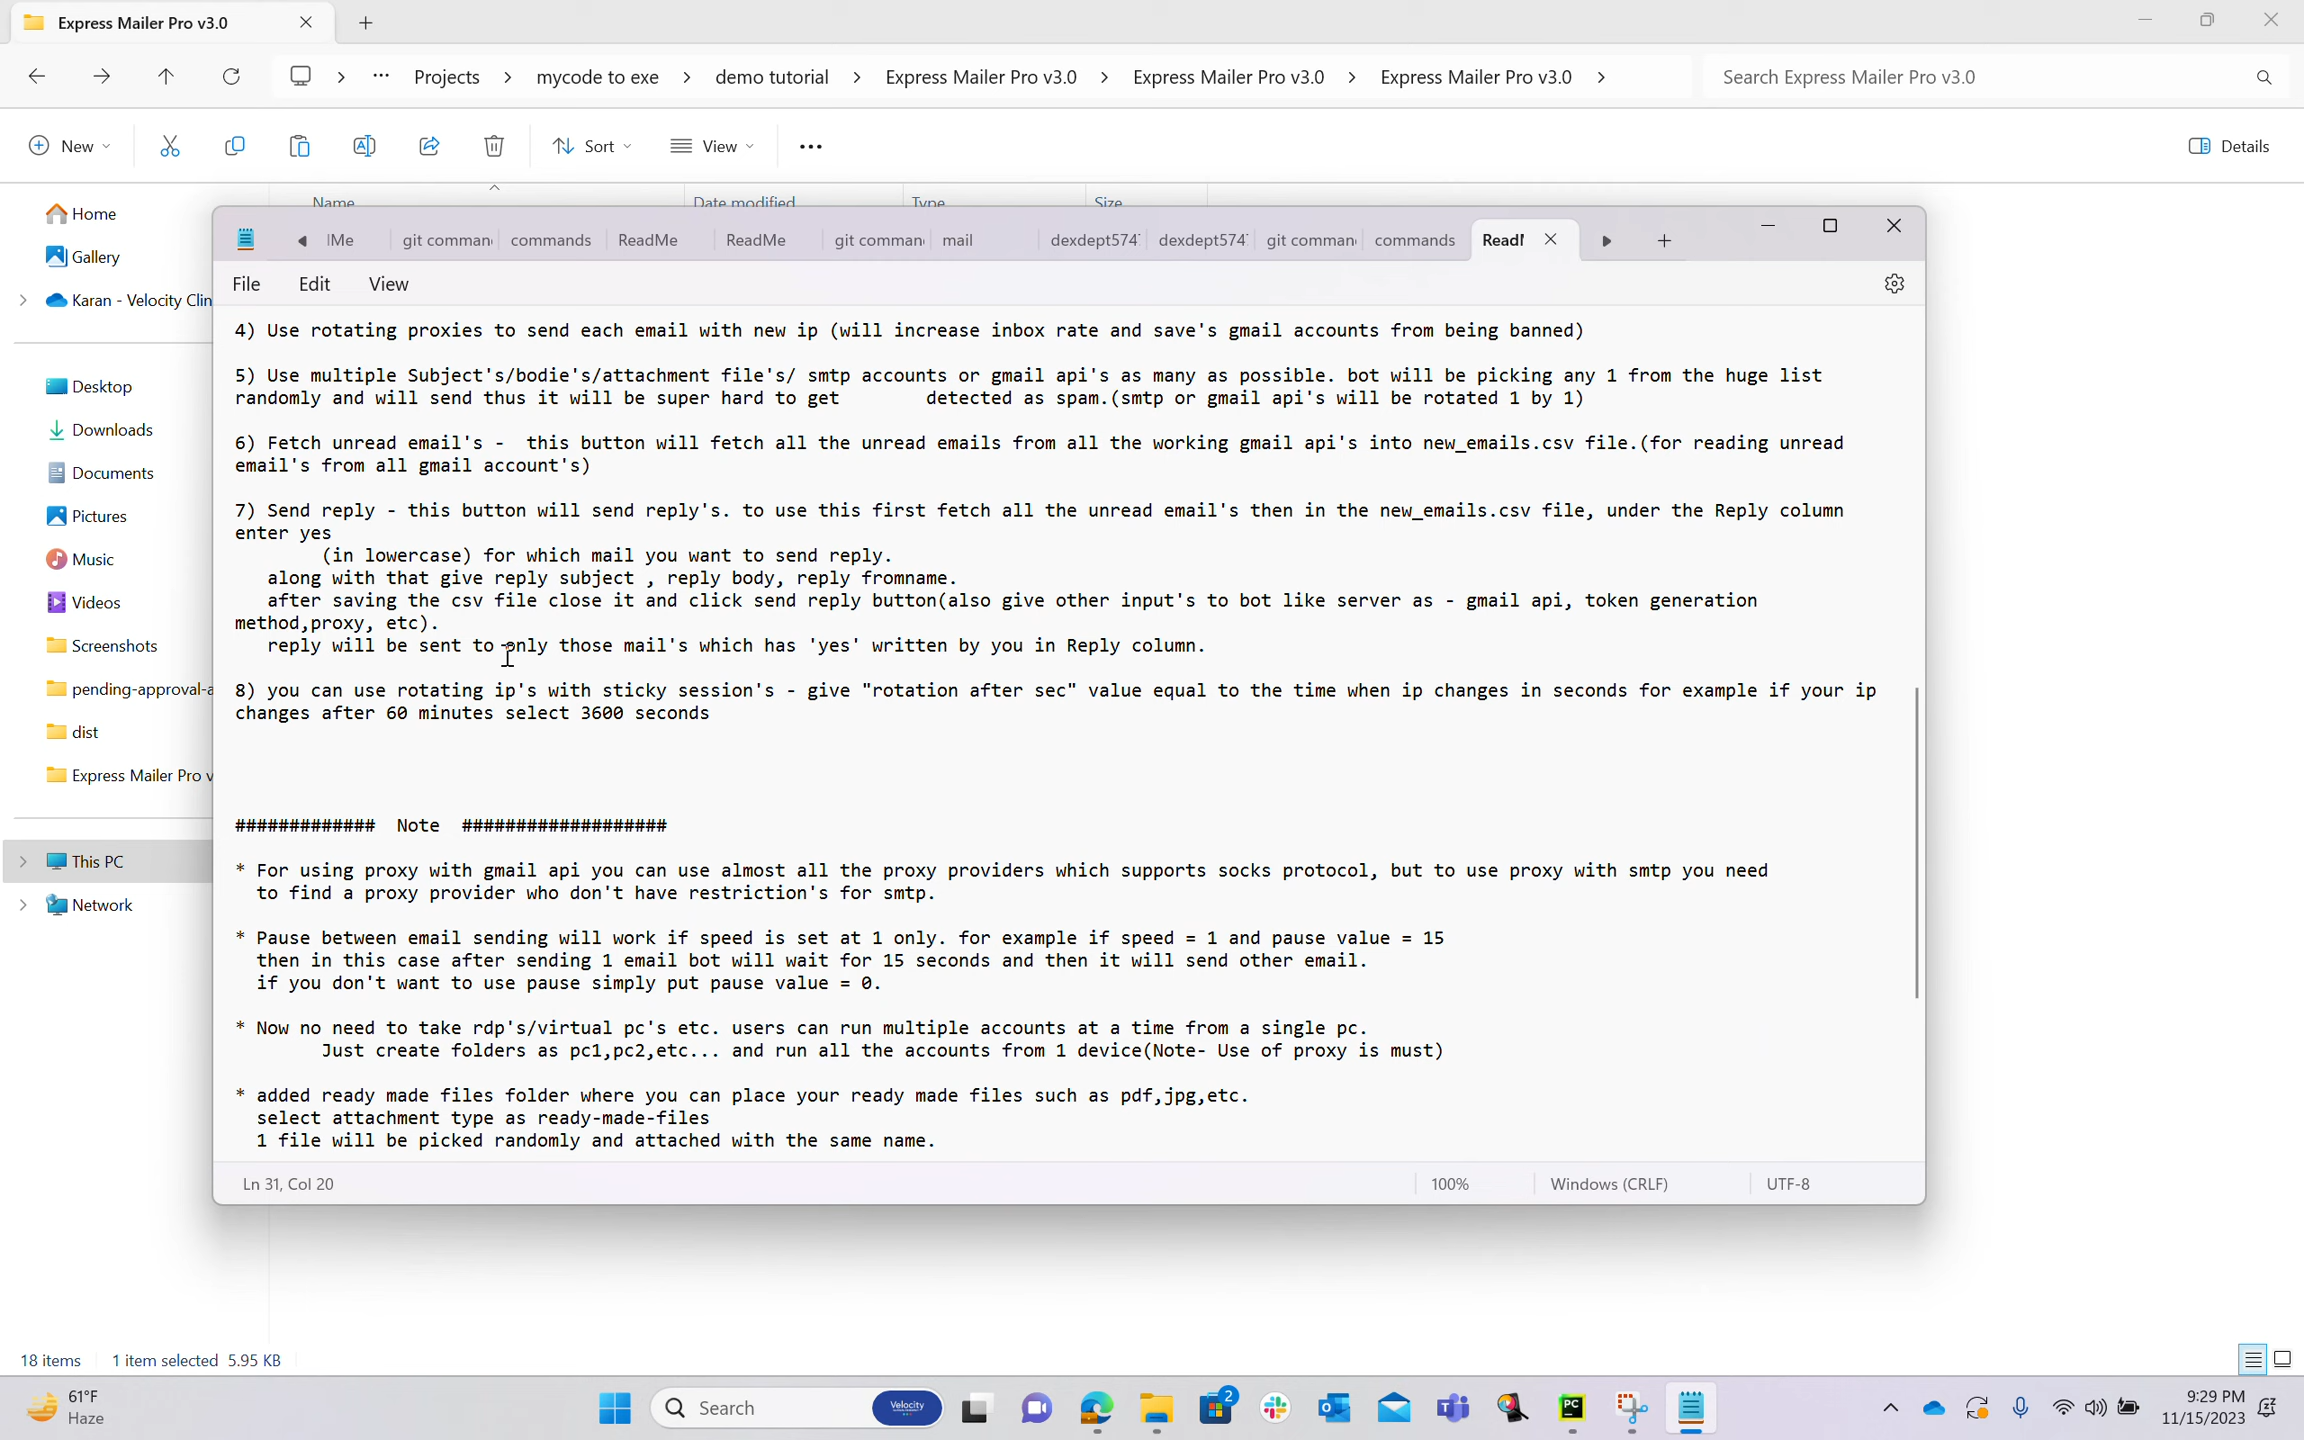 Express Mailer Pro v3.0
Projects > mycode to exe > demo tutorial > Express Mailer Pro v3.0 > Express Mailer Pro v3.0 > Express Mailer Pro v3.0 >
Search Express Mailer Pro v3.0
New
Sort
View
Details
Name
Date modified
Type
Size
Home
Gallery
Karan - Velocity Clin
Desktop
Downloads
Documents
Pictures
Music
Videos
Screenshots
pending-approval-a
dist
Express Mailer Pro v
This PC
Network
!Me
git comman
commands
ReadMe
ReadMe
git comman
mail
dexdept574
dexdept574
git comman
commands
ReadM
File Edit View
4) Use rotating proxies to send each email with new ip (will increase inbox rate and save's gmail accounts from being banned)
5) Use multiple Subject's/bodie's/attachment file's/ smtp accounts or gmail api's as many as possible. bot will be picking any 1 from the huge list
randomly and will send thus it will be super hard to get detected as spam.(smtp or gmail api's will be rotated 1 by 1)
6) Fetch unread email's - this button will fetch all the unread emails from all the working gmail api's into new_emails.csv file.(for reading unread
email's from all gmail account's)
7) Send reply - this button will send reply's. to use this first fetch all the unread email's then in the new_emails.csv file, under the Reply column
enter yes
(in lowercase) for which mail you want to send reply.
along with that give reply subject , reply body, reply fromname.
after saving the csv file close it and click send reply button(also give other input's to bot like server as - gmail api, token generation
method,proxy, etc).
reply will be sent to only those mail's which has 'yes' written by you in Reply column.
8) you can use rotating ip's with sticky session's - give "rotation after sec" value equal to the time when ip changes in seconds for example if your ip
changes after 60 minutes select 3600 seconds
############# Note ###################
* For using proxy with gmail api you can use almost all the proxy providers which supports socks protocol, but to use proxy with smtp you need
to find a proxy provider who don't have restriction's for smtp.
* Pause between email sending will work if speed is set at 1 only. for example if speed = 1 and pause value = 15
then in this case after sending 1 email bot will wait for 15 seconds and then it will send other email.
if you don't want to use pause simply put pause value = 0.
* Now no need to take rdp's/virtual pc's etc. users can run multiple accounts at a time from a single pc.
Just create folders as pc1,pc2,etc... and run all the accounts from 1 device(Note- Use of proxy is must)
* added ready made files folder where you can place your ready made files such as pdf,jpg,etc.
select attachment type as ready-made-files
1 file will be picked randomly and attached with the same name.
Ln 31, Col 20
100%
Windows (CRLF)
UTF-8
18 items
1 item selected 5.95 KB
61°F
Haze
Search
Velocity
2
PC
9:29 PM
11/15/2023